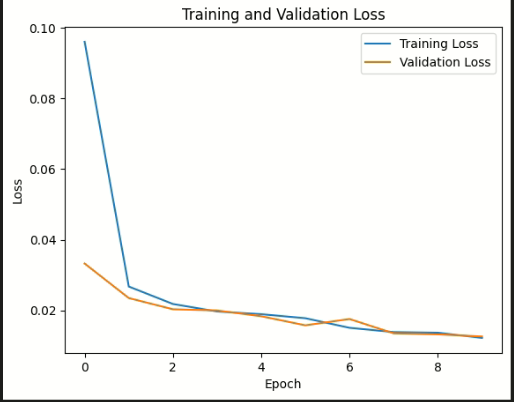 Training and Validation Loss
Training Loss
Validation Loss
0.10
0.08
0.06
0.04
0.02
Loss
0 2 4 6 8
Epoch